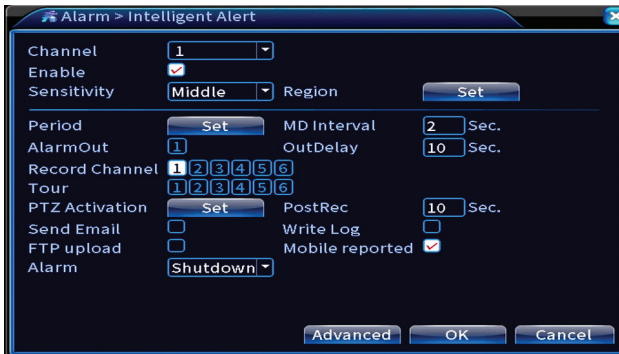 Alarm > Intelligent Alert
Channel 1
Enable
Sensitivity Middle Region Set
Period Set MD Interval 2 Sec.
AlarmOut 1 OutDelay 10 Sec.
Record Channel 1 2 3 4 5 6
Tour 1 2 3 4 5 6
PTZ Activation Set PostRec 10 Sec.
Send Email Write Log
FTP upload Mobile reported
Alarm Shutdown
Advanced OK Cancel